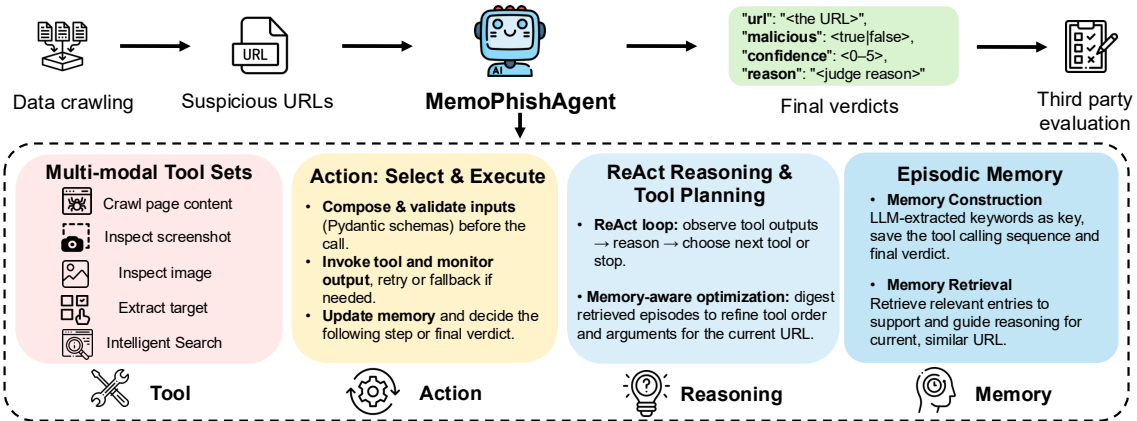 URL
AI
"url": "<the URL>",
"malicious": <true|false>,
"confidence": <0–5>,
"reason": "<judge reason>"
Data crawling
Suspicious URLs
MemoPhishAgent
Final verdicts
Third party
evaluation
Multi-modal Tool Sets
Crawl page content
Inspect screenshot
Inspect image
Extract target
Intelligent Search
Tool
Action: Select & Execute
• Compose & validate inputs
(Pydantic schemas) before the
call.
• Invoke tool and monitor
output, retry or fallback if
needed.
• Update memory and decide the
following step or final verdict.
Action
ReAct Reasoning &
Tool Planning
• ReAct loop: observe tool outputs
→ reason → choose next tool or
stop.
• Memory-aware optimization: digest
retrieved episodes to refine tool order
and arguments for the current URL.
Reasoning
Episodic Memory
• Memory Construction
LLM-extracted keywords as key,
save the tool calling sequence and
final verdict.
• Memory Retrieval
Retrieve relevant entries to
support and guide reasoning for
current, similar URL.
Memory